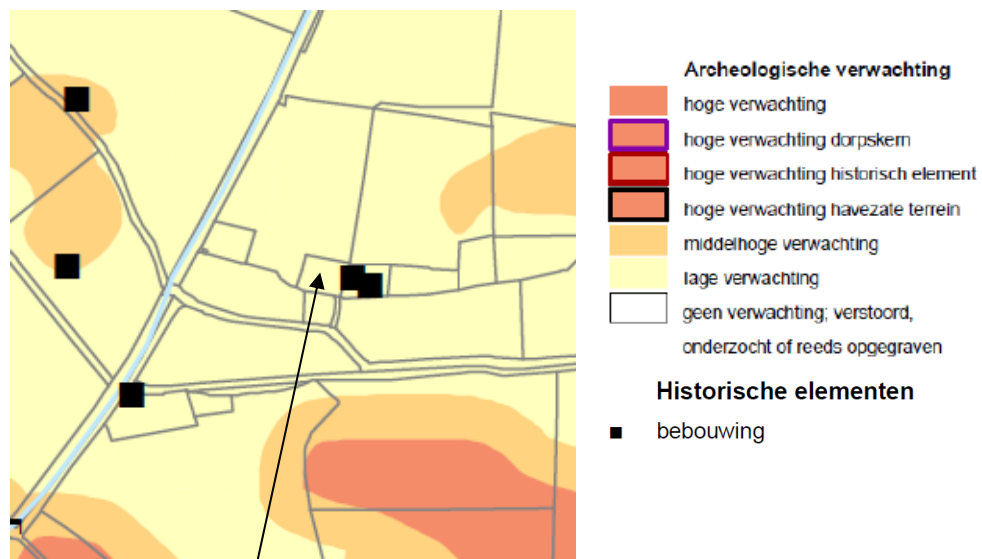 Archeologische verwachting
hoge verwachting
hoge verwachting dorpskern
hoge verwachting historisch element
hoge verwachting havezate terrein
middelhoge verwachting
lage verwachting
geen verwachting; verstoord,
onderzocht of reeds opgegraven
Historische elementen
bebouwing